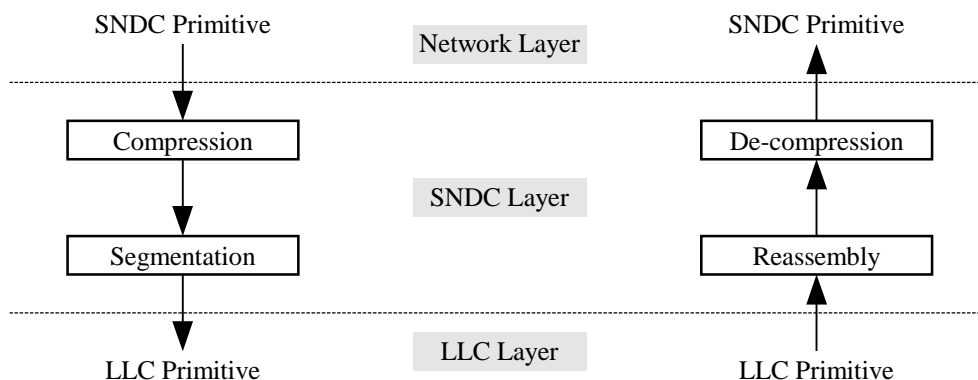 SNDC Primitive
Network Layer
SNDC Primitive
Compression
De-compression
SNDC Layer
Segmentation
Reassembly
LLC Primitive
LLC Layer
LLC Primitive